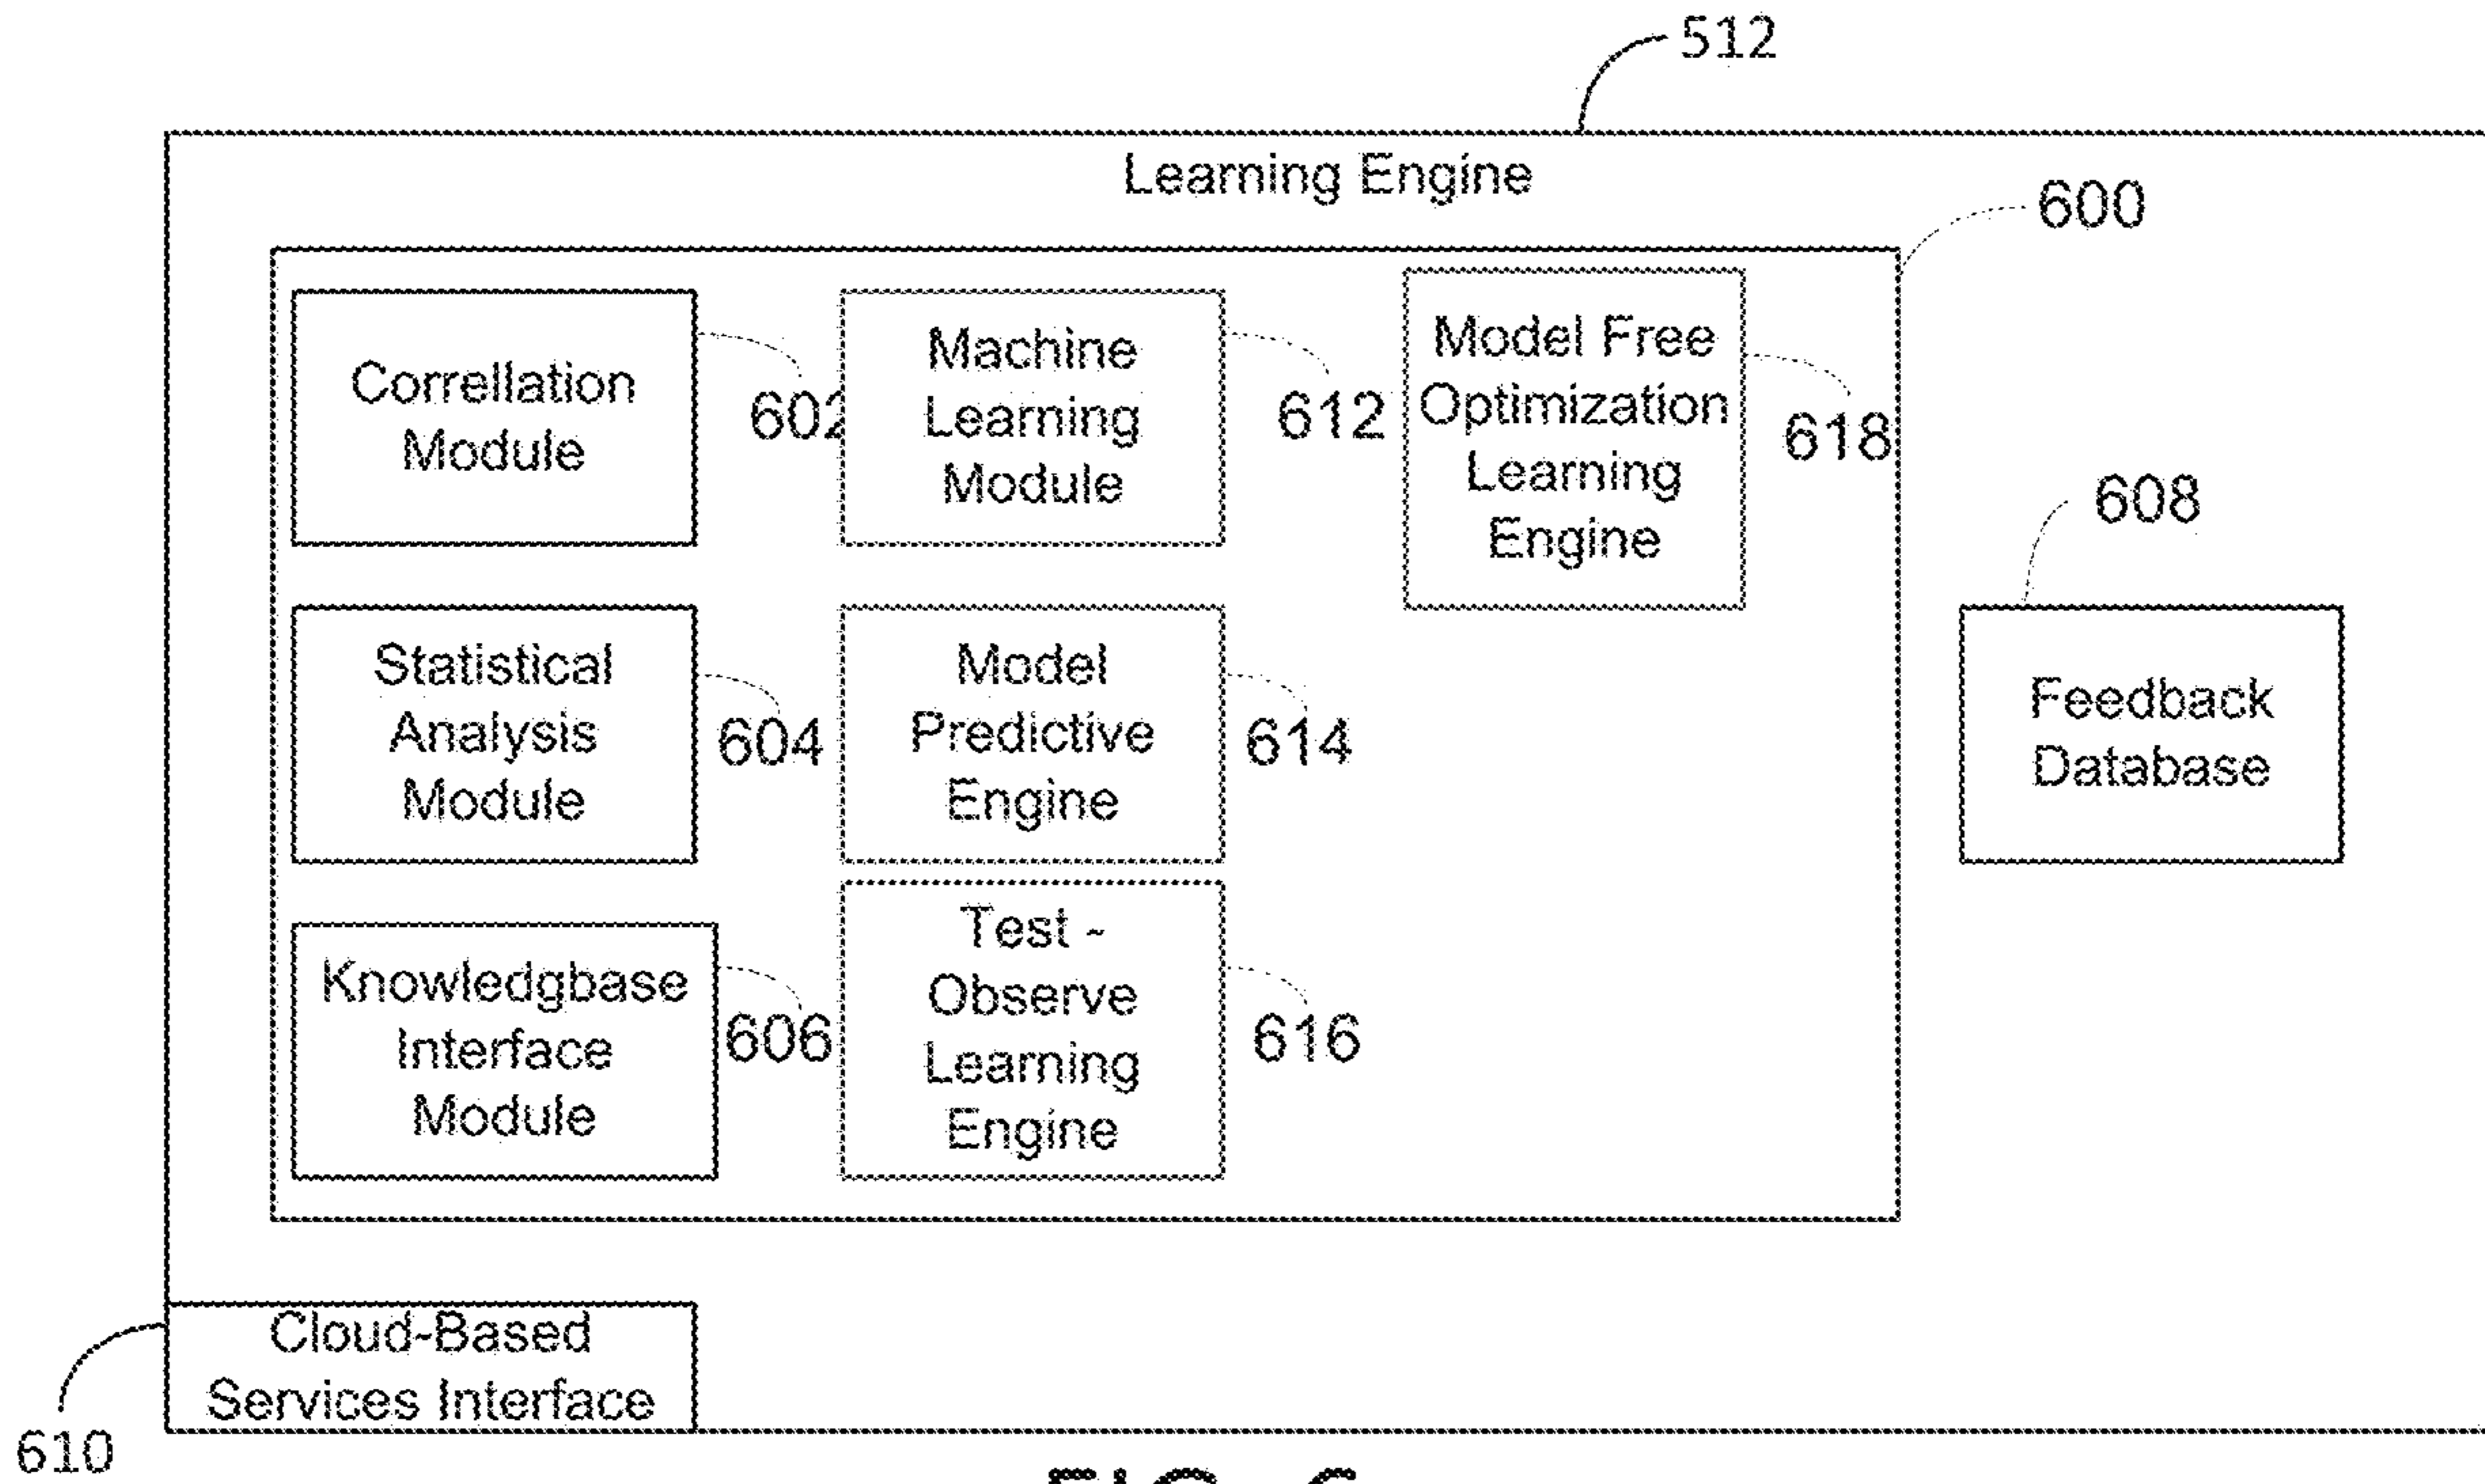 512
Learning Engine
600
Correllation
Module
602
Machine
Learning
Module
612
Model Free
Optimization
Learning
Engine
618
608
Statistical
Analysis
Module
604
Model
Predictive
Engine
614
Feedback
Database
Knowledgbase
Interface
Module
606
Test -
Observe
Learning
Engine
616
Cloud-Based
Services Interface
610
FIG. 6